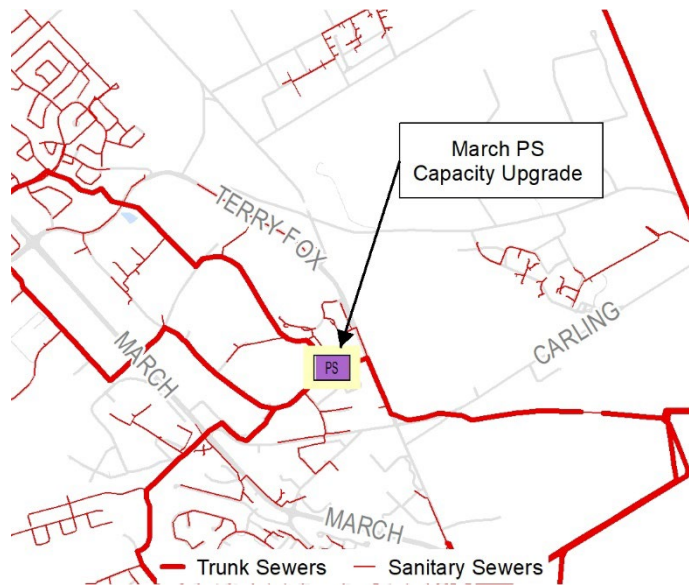 March PS
Capacity Upgrade
TERRY FOX
CARLING
MARCH
PS
MARCH
Trunk Sewers
Sanitary Sewers